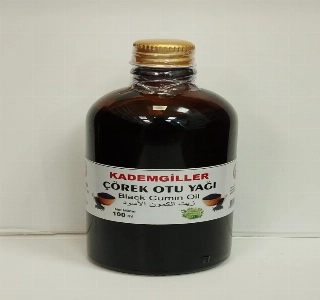 KADEMGİLLER
ÇÖREK OTU YAĞI
Black Cumin Oil
زيت الكمون الأسود
100 ml